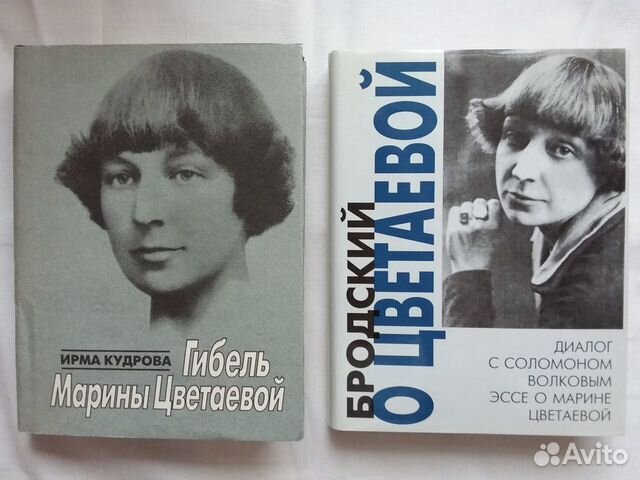 ИРМА КУДРОВА
Гибель
Марины Цветаевой
БРОДСКИЙ
О ЦВЕТАЕВОЙ
ДИАЛОГ
С СОЛОМОНОМ
ВОЛКОВЫМ
ЭССЕ О МАРИНЕ
ЦВЕТАЕВОЙ
Avito